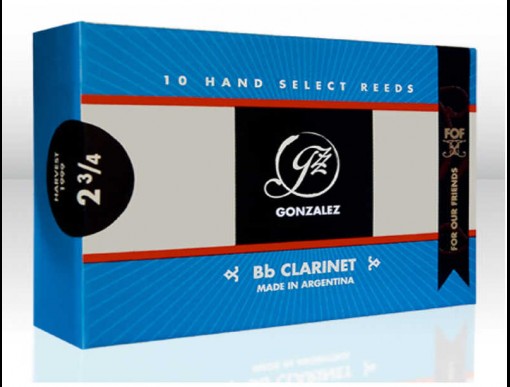 10 HAND SELECT REEDS
HARVEST
1999
2 3/4
GZ
GONZALEZ
Bb CLARINET
MADE IN ARGENTINA
FOF
FOR OUR FRIENDS